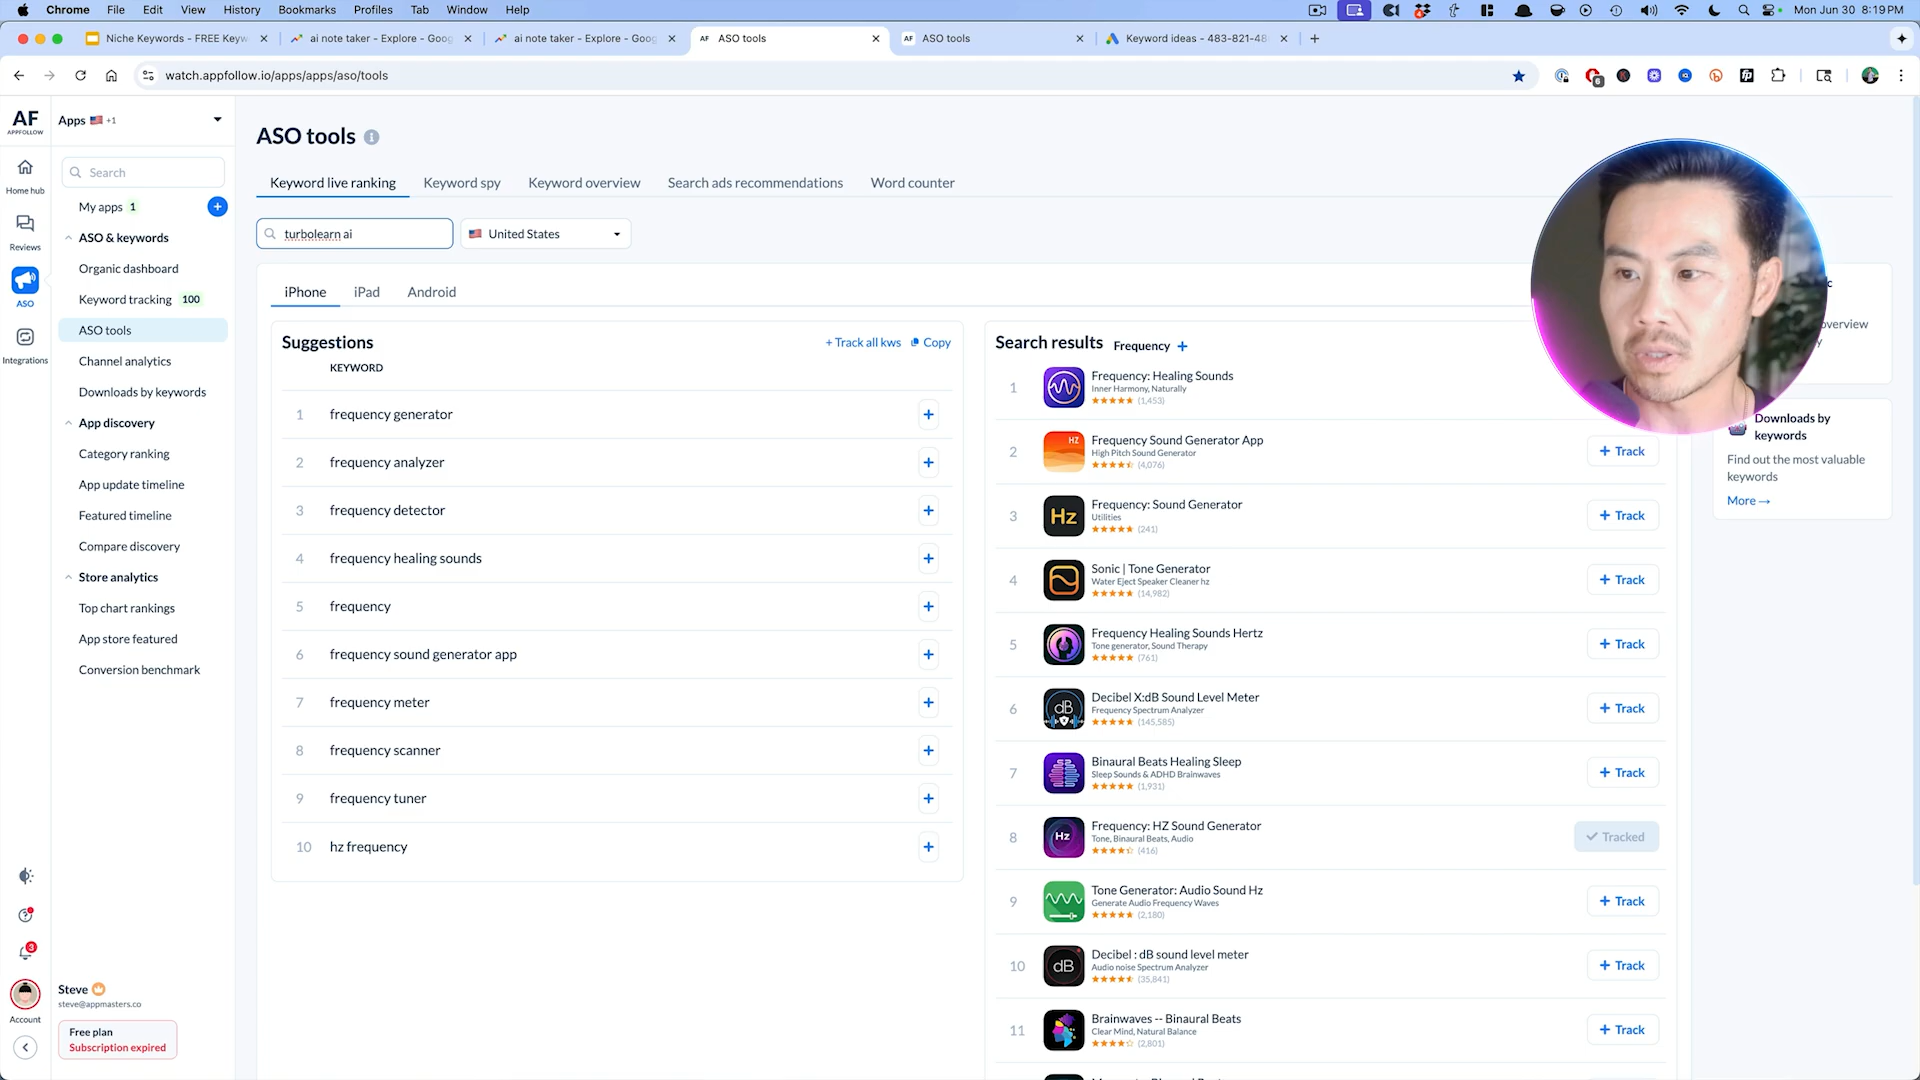 Chrome File Edit View History Bookmarks Profiles Tab Window Help
Mon Jun 30 8:19 PM
Niche Keywords - FREE Keyw
ai note taker - Explore - Goog
ai note taker - Explore - Goog
AF ASO tools
AF ASO tools
Keyword ideas - 483-821-48
watch.appfollow.io/apps/apps/aso/tools
6
AF
APPFOLLOW
Home hub
Reviews
ASO
Integrations
3
Account
Apps +1
Search
My apps 1
ASO & keywords
Organic dashboard
Keyword tracking 100
ASO tools
Channel analytics
Downloads by keywords
App discovery
Category ranking
App update timeline
Featured timeline
Compare discovery
Store analytics
Top chart rankings
App store featured
Conversion benchmark
Steve
steve@appmasters.co
Free plan
Subscription expired
ASO tools
Keyword live ranking Keyword spy Keyword overview Search ads recommendations Word counter
turbolearn ai
United States
iPhone iPad Android
Suggestions
+ Track all kws Copy
KEYWORD
1 frequency generator +
2 frequency analyzer +
3 frequency detector +
4 frequency healing sounds +
5 frequency +
6 frequency sound generator app +
7 frequency meter +
8 frequency scanner +
9 frequency tuner +
10 hz frequency +
Search results Frequency +
1 Frequency: Healing Sounds
Inner Harmony, Naturally
(1,453)
HZ
2 Frequency Sound Generator App
High Pitch Sound Generator
(4,076)
+ Track
Hz
3 Frequency: Sound Generator
Utilities
(241)
+ Track
4 Sonic | Tone Generator
Water Eject Speaker Cleaner hz
(14,982)
+ Track
5 Frequency Healing Sounds Hertz
Tone generator, Sound Therapy
(761)
+ Track
dB
6 Decibel X:dB Sound Level Meter
Frequency Spectrum Analyzer
(145,585)
+ Track
7 Binaural Beats Healing Sleep
Sleep Sounds & ADHD Brainwaves
(1,931)
+ Track
Hz
8 Frequency: HZ Sound Generator
Tone, Binaural Beats, Audio
(416)
Tracked
9 Tone Generator: Audio Sound Hz
Generate Audio Frequency Waves
(2,180)
+ Track
dB
10 Decibel : dB sound level meter
Audio noise Spectrum Analyzer
(35,841)
+ Track
11 Brainwaves -- Binaural Beats
Clear Mind, Natural Balance
(2,801)
+ Track
overview
Downloads by
keywords
Find out the most valuable
keywords
More →